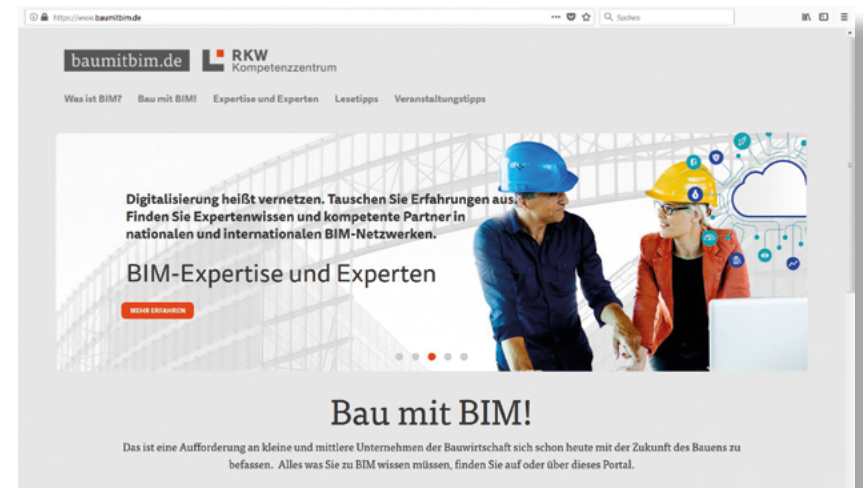 https://www.baumitbim.de
Suchen
baumitbim.de
RKW
Kompetenzzentrum
Was ist BIM? Bau mit BIM! Expertise und Experten Lesetipps Veranstaltungstipps
Digitalisierung heißt vernetzen. Tauschen Sie Erfahrungen aus.
Finden Sie Expertenwissen und kompetente Partner in
nationalen und internationalen BIM-Netzwerken.
BIM-Expertise und Experten
MEHR ERFAHREN
Bau mit BIM!
Das ist eine Aufforderung an kleine und mittlere Unternehmen der Bauwirtschaft sich schon heute mit der Zukunft des Bauens zu
befassen. Alles was Sie zu BIM wissen müssen, finden Sie auf oder über dieses Portal.